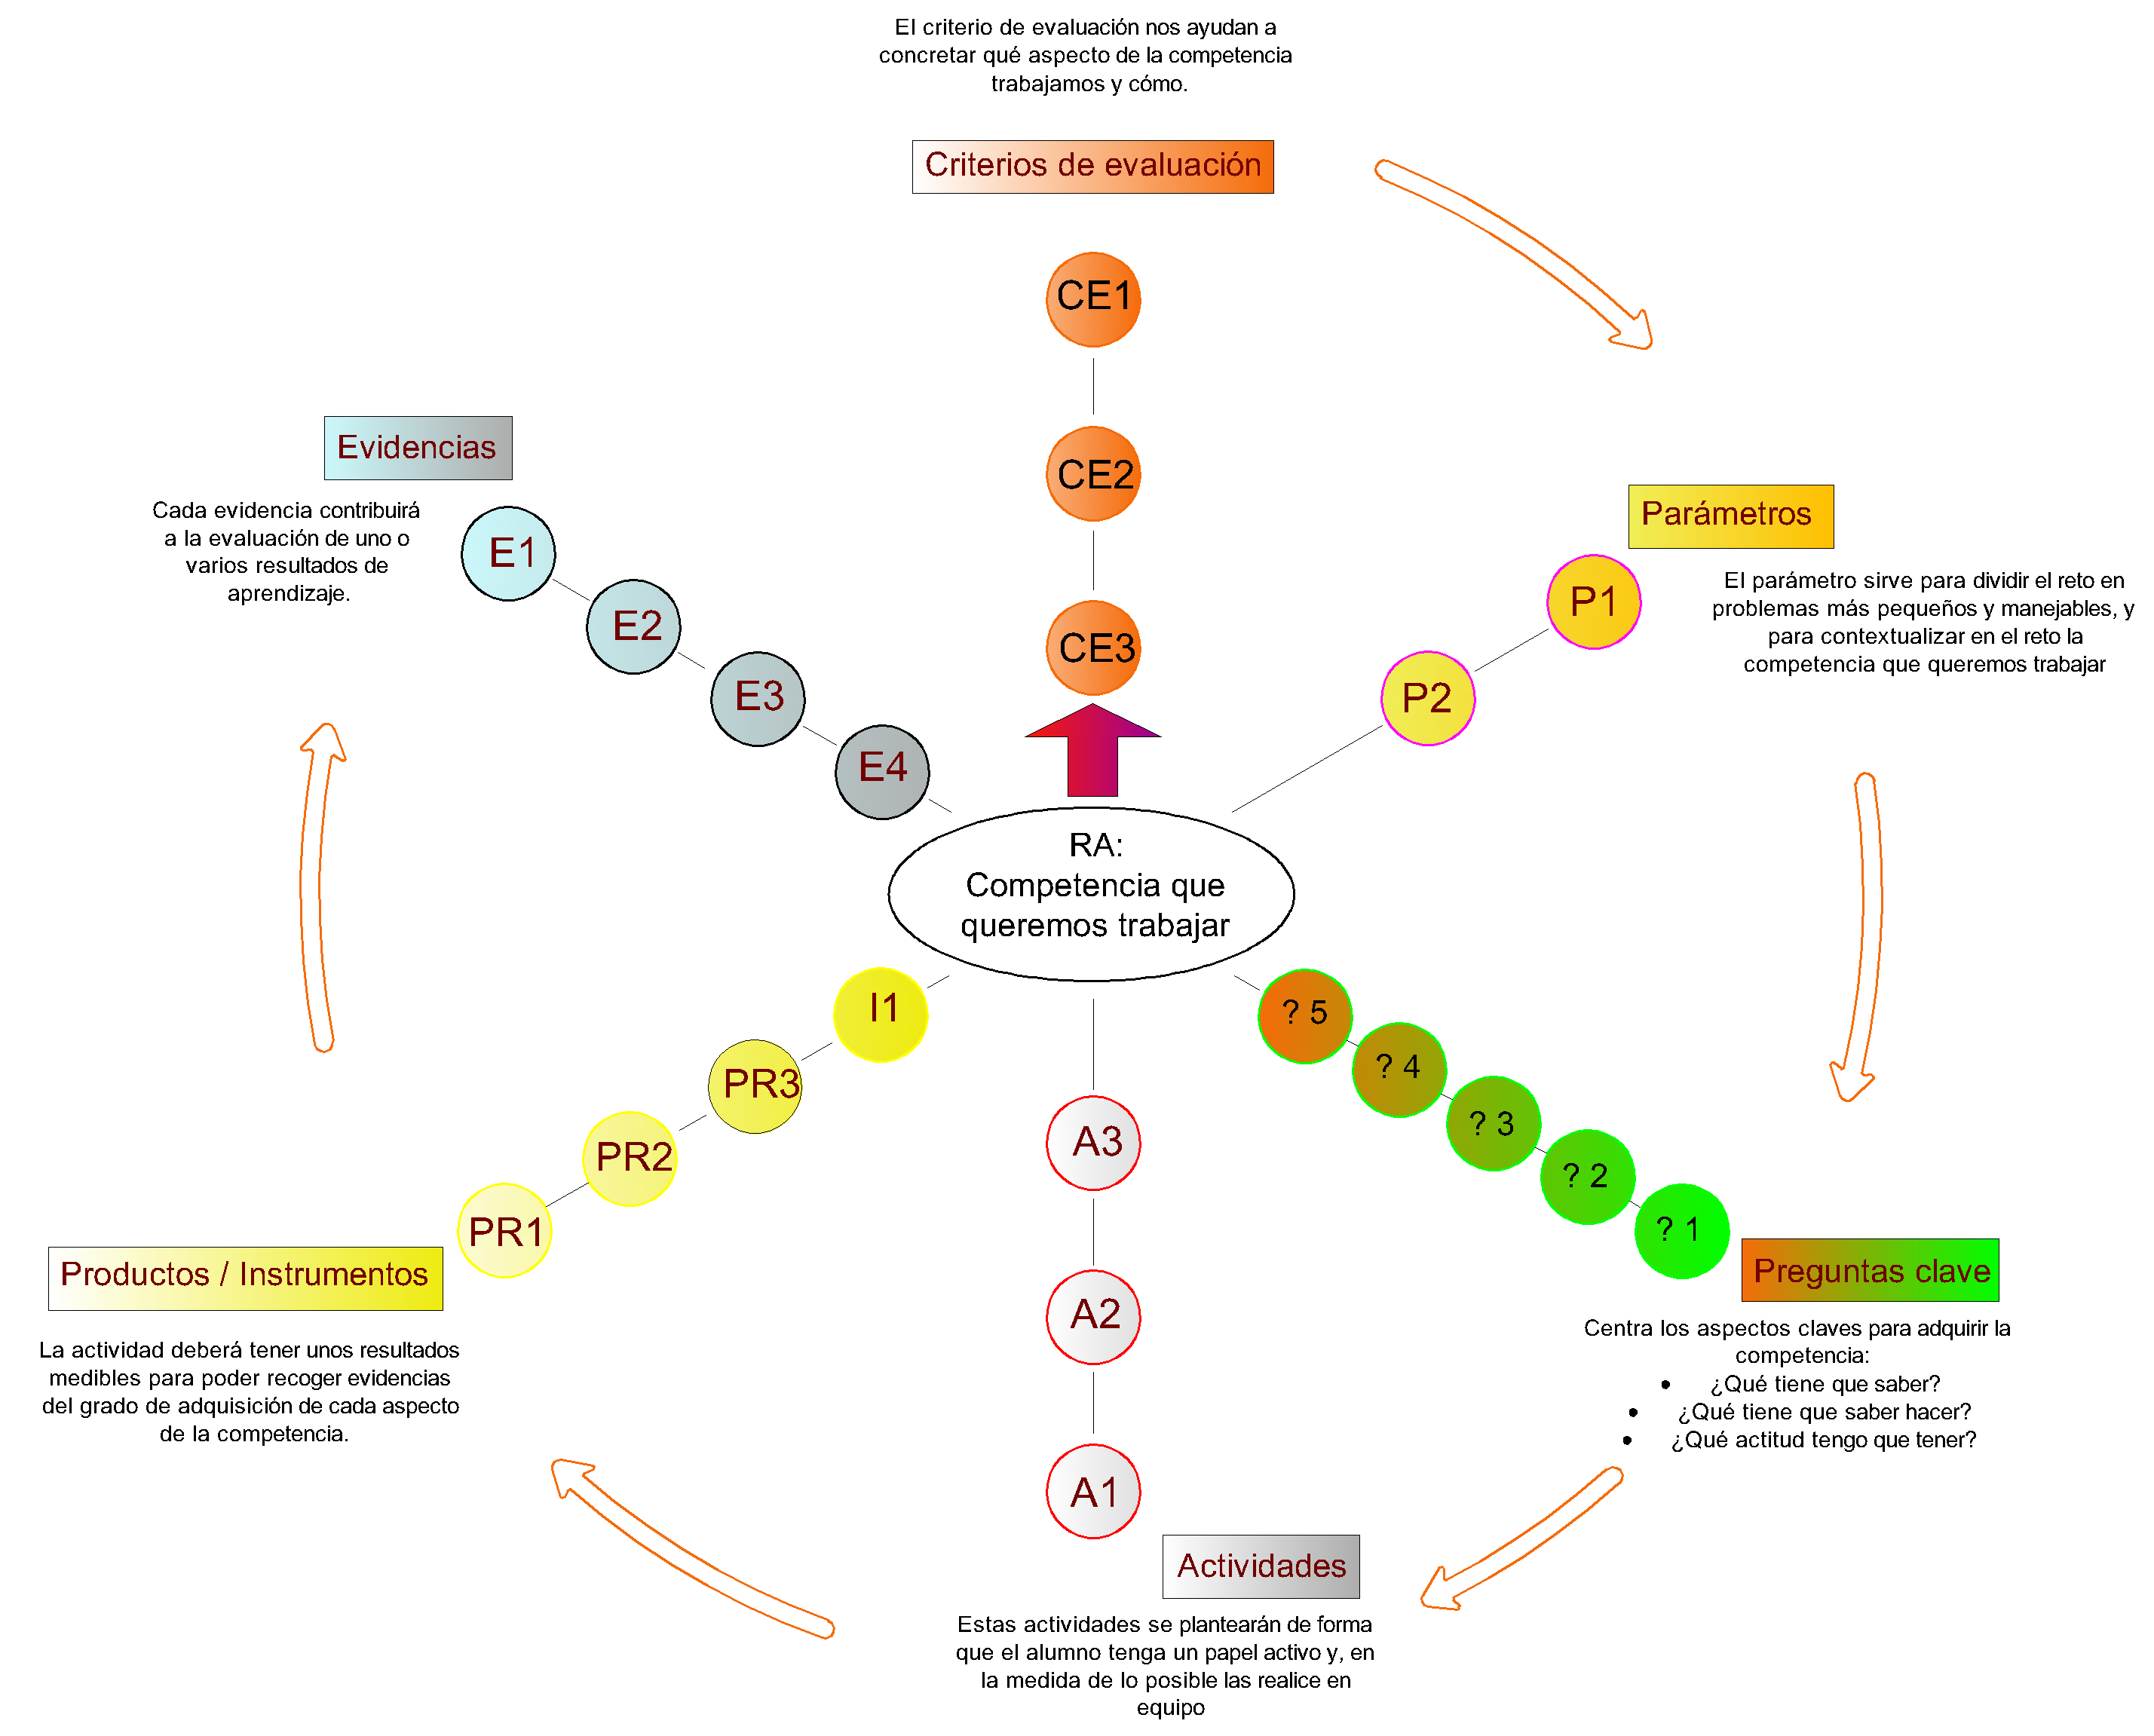 El criterio de evaluación nos ayudan a
concretar qué aspecto de la competencia
trabajamos y cómo.
Criterios de evaluación
CE1
CE2
CE3
Parámetros
P1
P2
El parámetro sirve para dividir el reto en
problemas más pequeños y manejables, y
para contextualizar en el reto la
competencia que queremos trabajar
Evidencias
Cada evidencia contribuirá
a la evaluación de uno o
varios resultados de
aprendizaje.
E1
E2
E3
E4
RA:
Competencia que
queremos trabajar
? 5
? 4
? 3
? 2
? 1
Preguntas clave
Centra los aspectos claves para adquirir la
competencia:
• ¿Qué tiene que saber?
• ¿Qué tiene que saber hacer?
• ¿Qué actitud tengo que tener?
I1
PR3
PR2
PR1
Productos / Instrumentos
La actividad deberá tener unos resultados
medibles para poder recoger evidencias
del grado de adquisición de cada aspecto
de la competencia.
A3
A2
A1
Actividades
Estas actividades se plantearán de forma
que el alumno tenga un papel activo y, en
la medida de lo posible las realice en
equipo